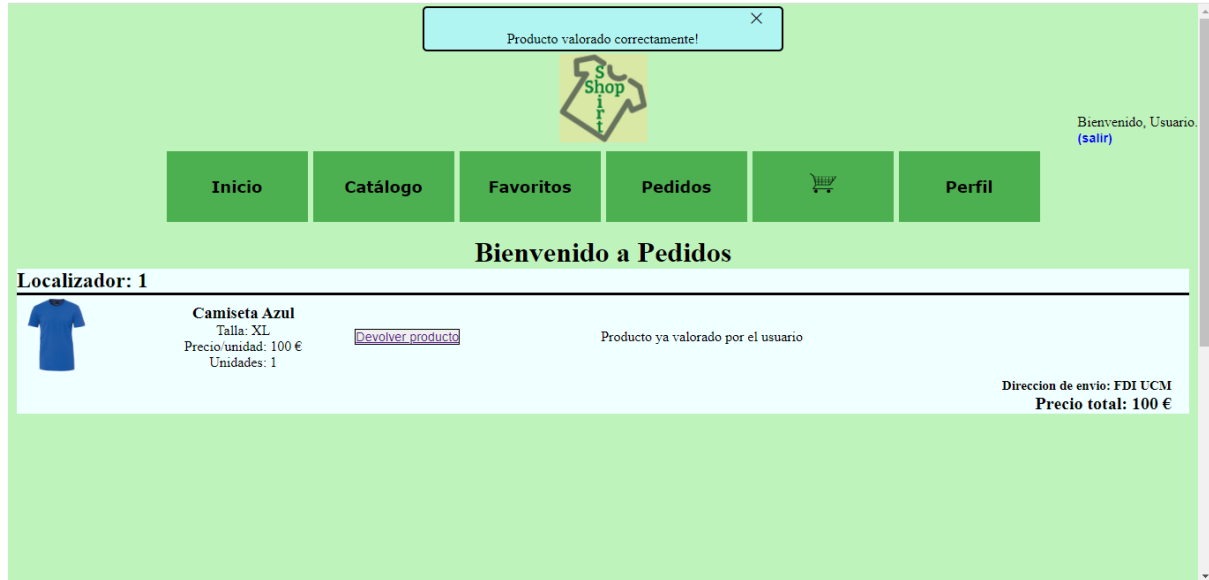 Producto valorado correctamente!
Shop
Shirt
Bienvenido, Usuario.
(salir)
Inicio Catálogo Favoritos Pedidos Perfil
Bienvenido a Pedidos
Localizador: 1
Camiseta Azul
Talla: XL
Precio/unidad: 100 €
Unidades: 1
Devolver producto
Producto ya valorado por el usuario
Direccion de envio: FDI UCM
Precio total: 100 €